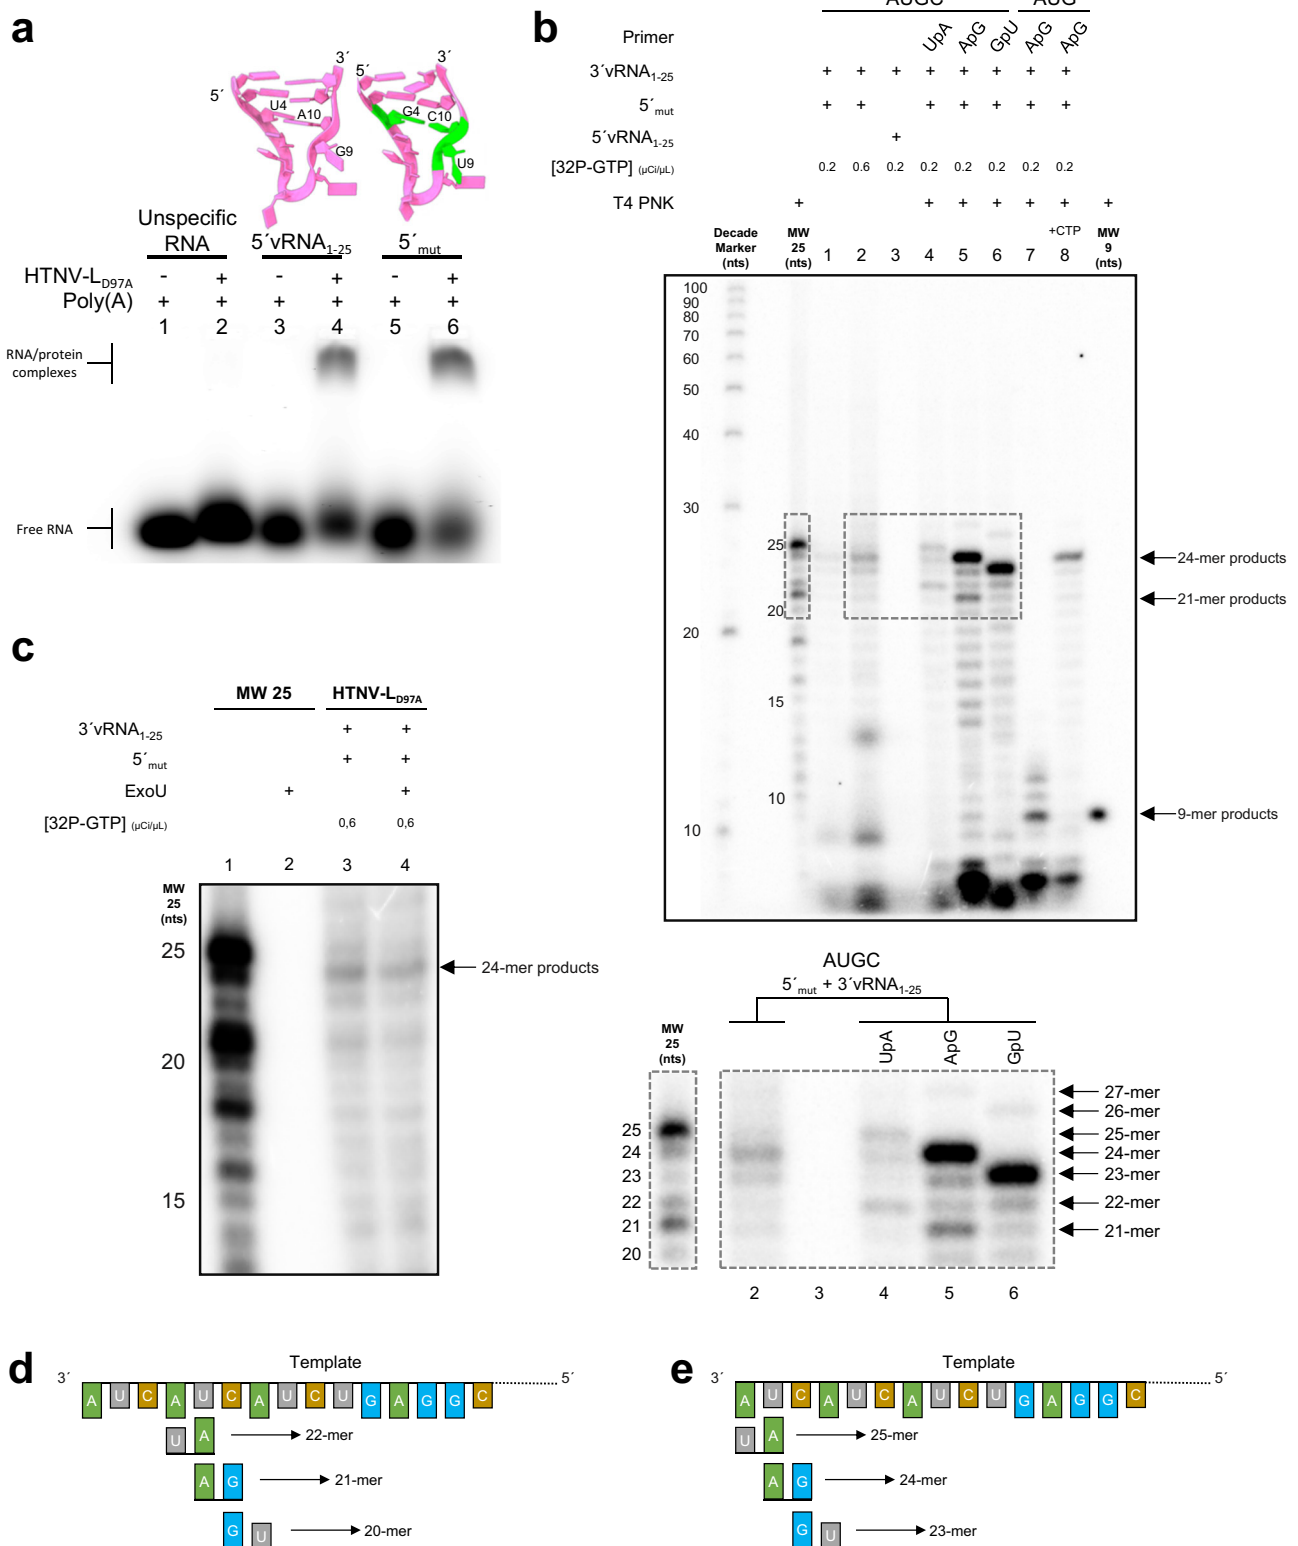 a
3´
3´
5´
5´
U4
A10
G4
C10
G9
U9
Unspecific
RNA
5´vRNA1-25
5´mut
HTNV-LD97A
- + - + - +
Poly(A)
+ + + + + +
1 2 3 4 5 6
RNA/protein
complexes
Free RNA
b
AUGC
AUG
Primer
UpA ApG GpU ApG ApG
3´vRNA1-25
+ + + + + + + +
5´mut
+ + + + + + +
5´vRNA1-25
+
[32P-GTP] (µCi/µL)
0.2 0.6 0.2 0.2 0.2 0.2 0.2 0.2
T4 PNK
+ + + + + + +
+CTP
Decade
Marker
(nts)
MW
25
(nts)
1 2 3 4 5 6 7 8
MW
9
(nts)
100
90
80
70
60
50
40
30
20
10
25
20
15
10
24-mer products
21-mer products
9-mer products
c
MW 25
HTNV-LD97A
3´vRNA1-25
+ +
5´mut
+ +
ExoU
+ +
[32P-GTP] (µCi/µL)
0,6 0,6
1 2 3 4
MW
25
(nts)
25
20
15
24-mer products
AUGC
5´mut + 3´vRNA1-25
MW
25
(nts)
UpA
ApG
GpU
25
24
23
22
21
20
27-mer
26-mer
25-mer
24-mer
23-mer
22-mer
21-mer
2 3 4 5 6
d
Template
3´
5´
A U C A U C A U C U G A G G C
U A
22-mer
A G
21-mer
G U
20-mer
e
Template
3´
5´
A U C A U C A U C U G A G G C
U A
25-mer
A G
24-mer
G U
23-mer